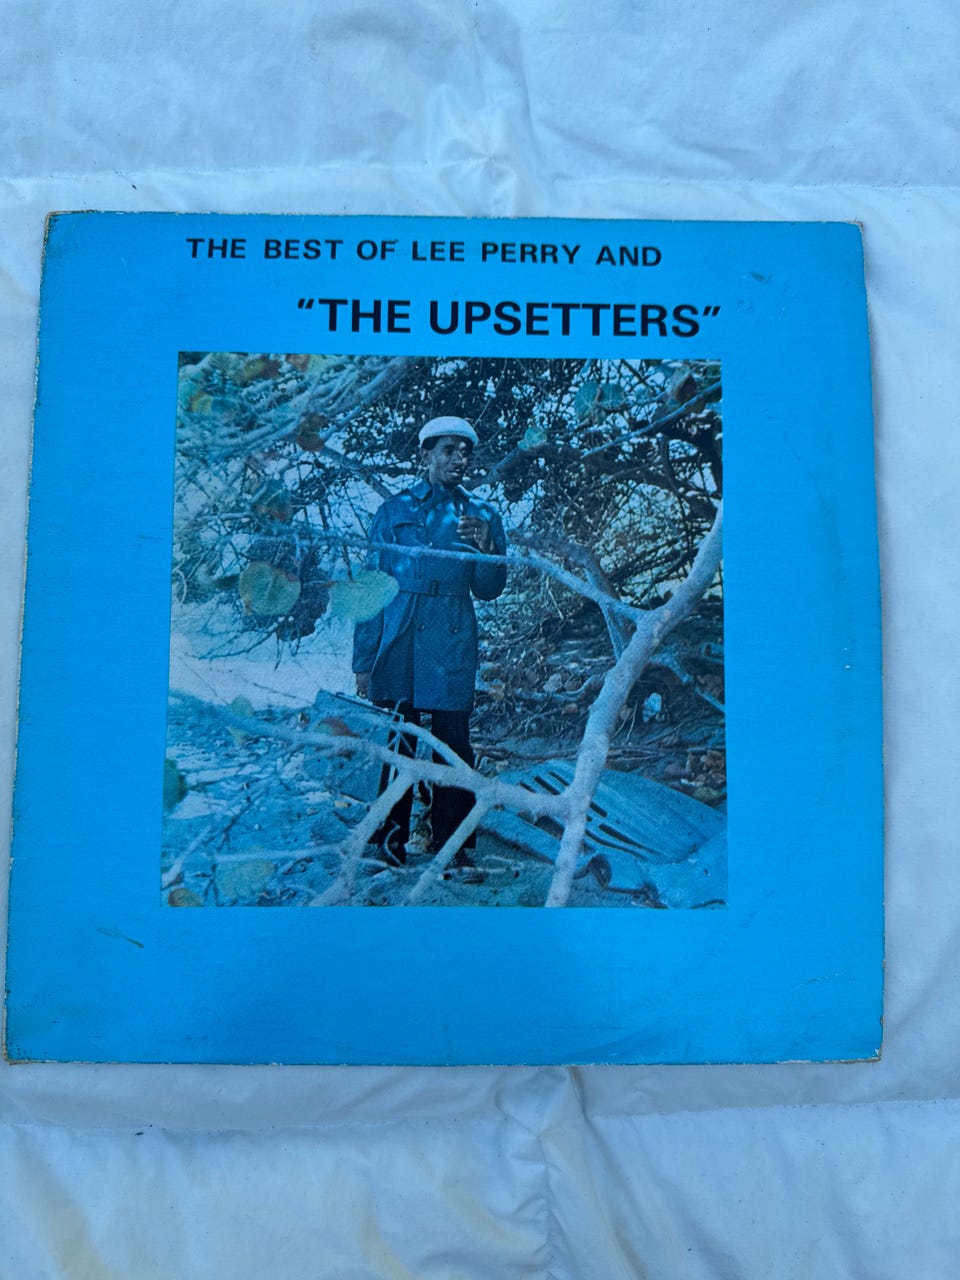 THE BEST OF LEE PERRY AND
"THE UPSETTERS"